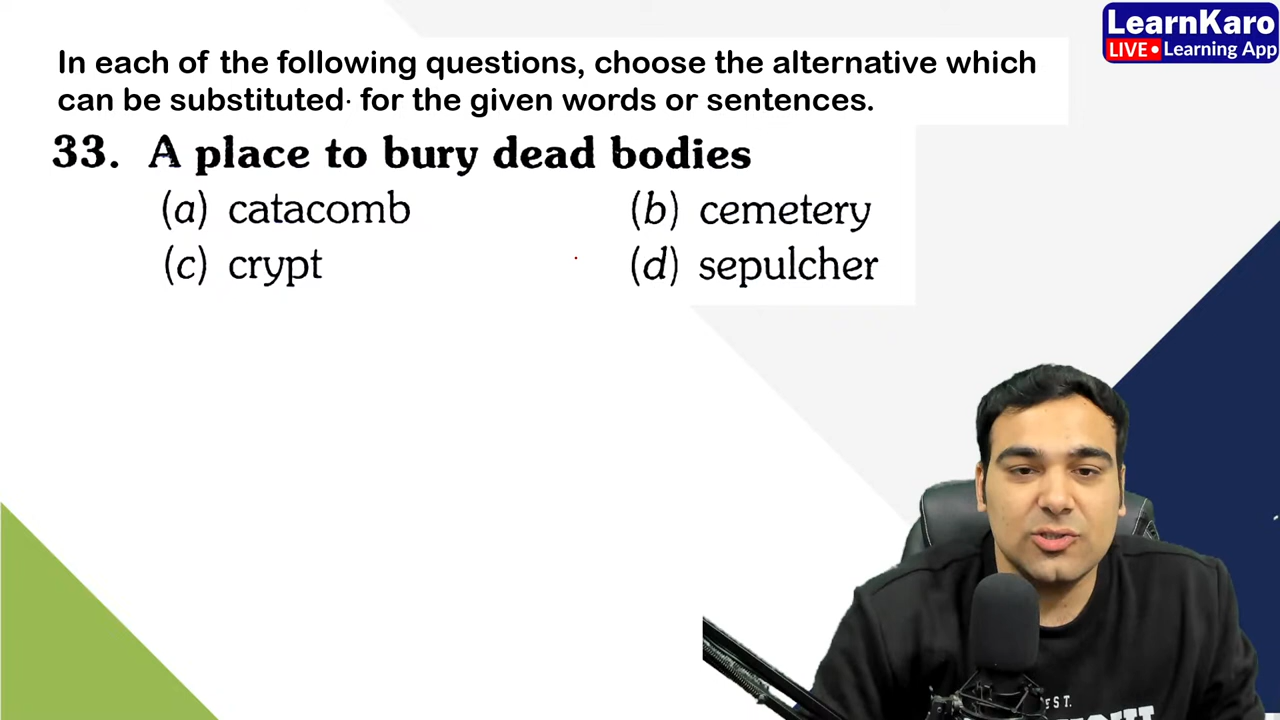 LearnKaro
LIVE • Learning App
In each of the following questions, choose the alternative which
can be substituted· for the given words or sentences.
33. A place to bury dead bodies
(a) catacomb (b) cemetery
(c) crypt (d) sepulcher
EST.